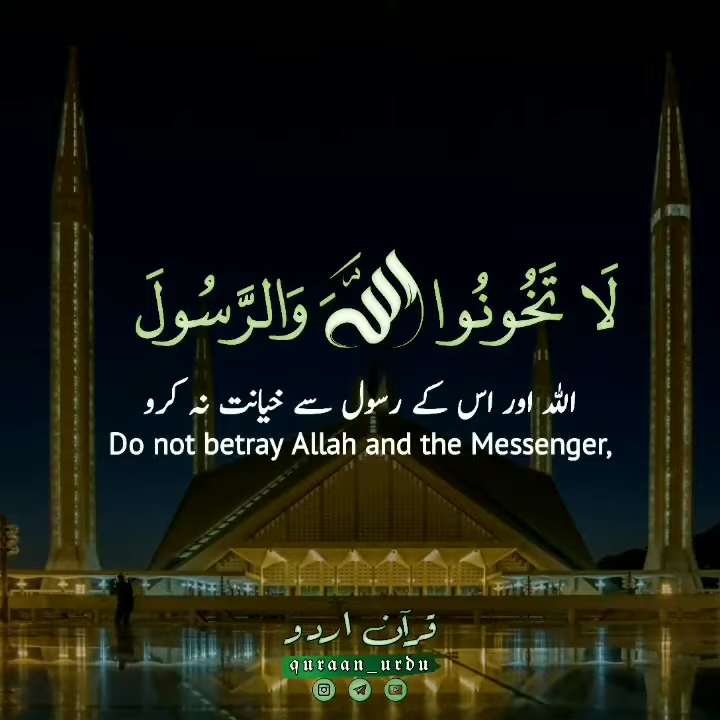 لَا تَخُونُوا اللَّهَ وَالرَّسُولَ
اللہ اور اس کے رسول سے خیانت نہ کرو
Do not betray Allah and the Messenger,
قرآن اردو
quraan_urdu